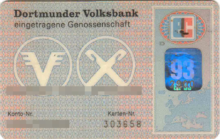 Dortmunder Volksbank
eingetragene Genossenschaft
93
Konto-Nr.
Karten-Nr.
303658